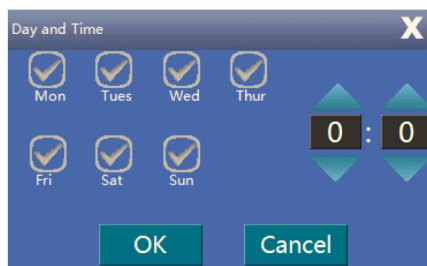 Day and Time X
Mon Tues Wed Thur
0 : 0
Fri Sat Sun
OK Cancel